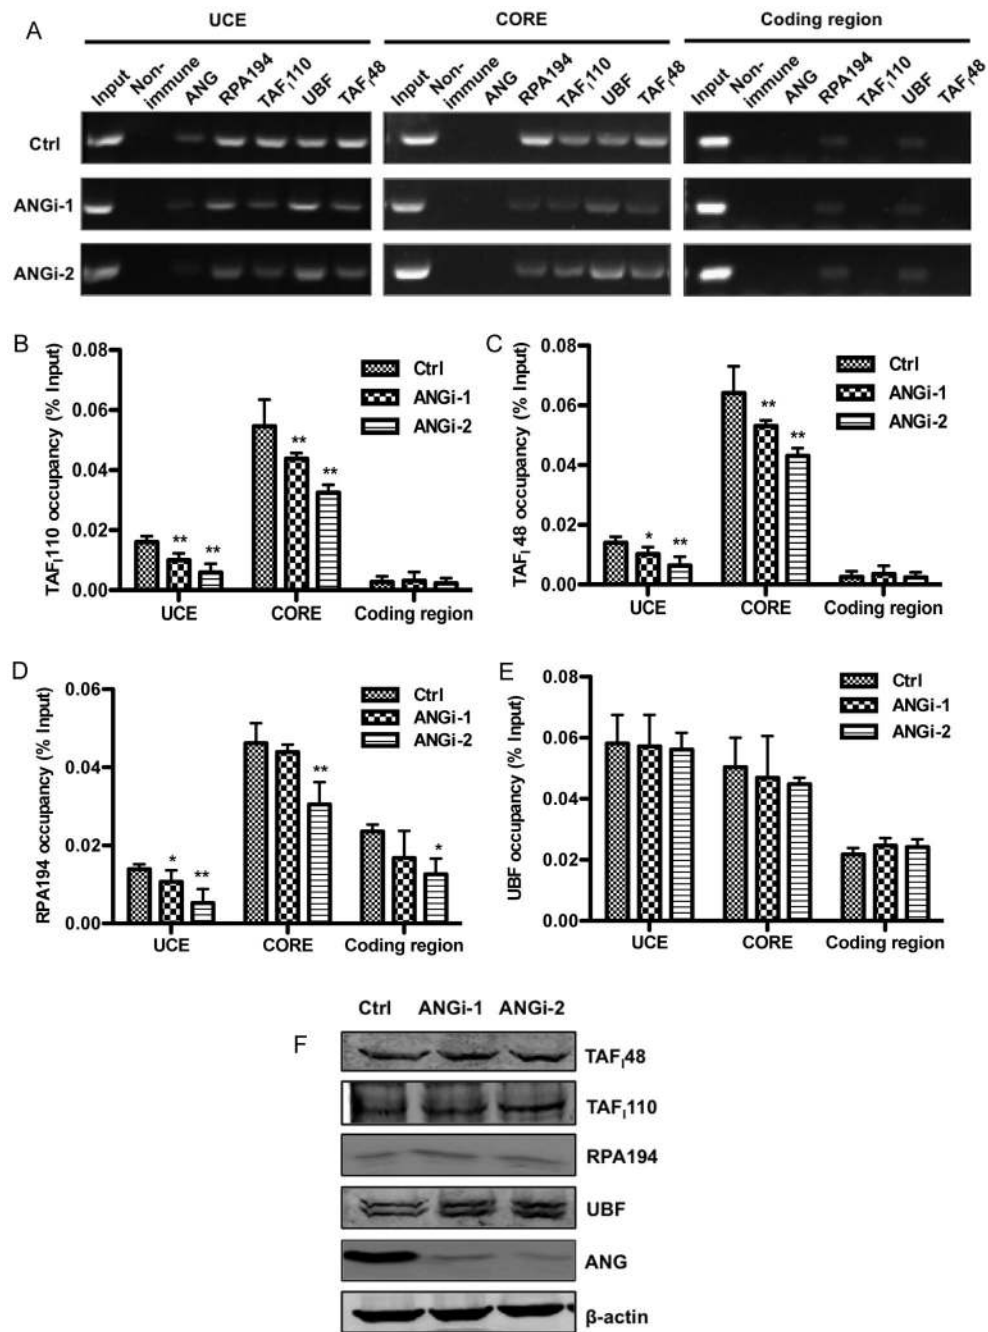 A
UCE CORE Coding region
Input Non-immune ANG RPA194 TAFI110 UBF TAFI48 Input Non-immune ANG RPA194 TAFI110 UBF TAFI48 Input Non-immune ANG RPA194 TAFI110 UBF TAFI48
Ctrl
ANGi-1
ANGi-2
B
TAFI110 occupancy (% Input)
0.08
0.06
0.04
0.02
0.00
Ctrl
ANGi-1
ANGi-2
** ** ** **
UCE CORE Coding region
C
TAFI 48 occupancy (% Input)
0.08
0.06
0.04
0.02
0.00
Ctrl
ANGi-1
ANGi-2
* ** ** **
UCE CORE Coding region
D
RPA194 occupancy (% Input)
0.06
0.04
0.02
0.00
Ctrl
ANGi-1
ANGi-2
* ** ** *
UCE CORE Coding region
E
UBF occupancy (% Input)
0.08
0.06
0.04
0.02
0.00
Ctrl
ANGi-1
ANGi-2
UCE CORE Coding region
F
Ctrl ANGi-1 ANGi-2
TAFI48
TAFI110
RPA194
UBF
ANG
β-actin